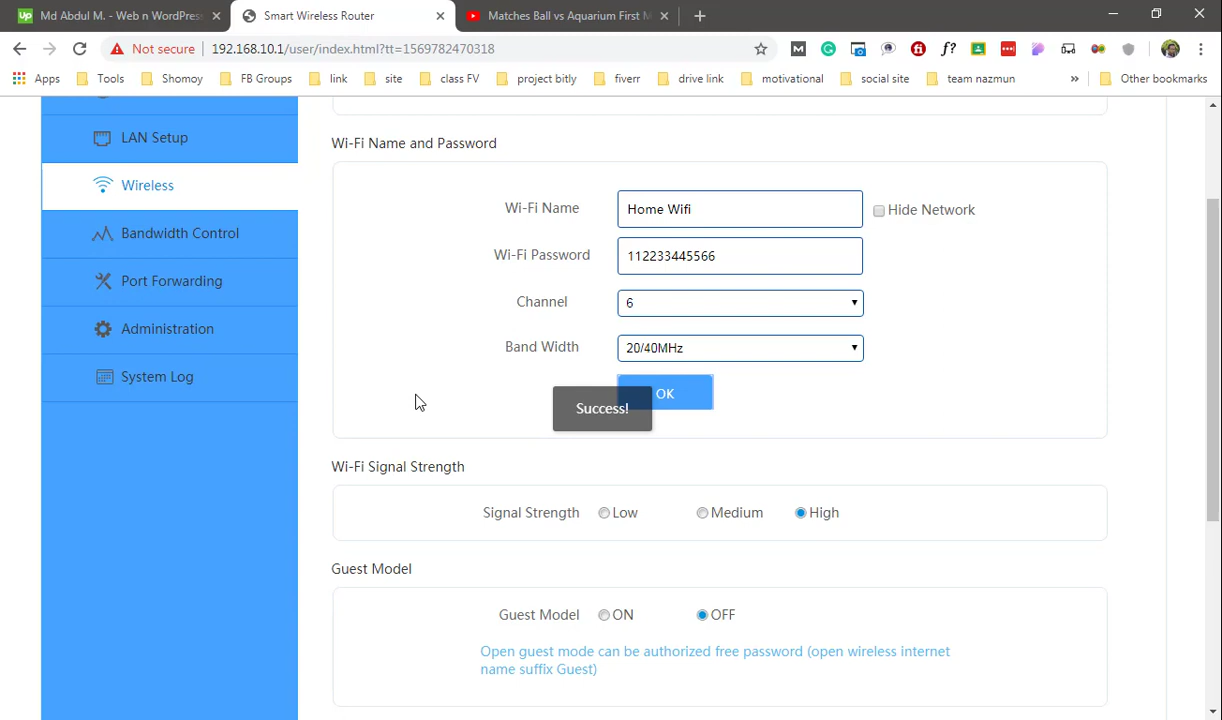 Md Abdul M. - Web n WordPres
Smart Wireless Router
Matches Ball vs Aquarium First M
Not secure
192.168.10.1/user/index.html?tt=1569782470318
Apps
Tools
Shomoy
FB Groups
link
site
class FV
project bitly
fiverr
drive link
motivational
social site
team nazmun
»
Other bookmarks
LAN Setup
Wireless
Bandwidth Control
Port Forwarding
Administration
System Log
Wi-Fi Name and Password
Wi-Fi Name
Home Wifi
Hide Network
Wi-Fi Password
112233445566
Channel
6
Band Width
20/40MHz
OK
Success!
Wi-Fi Signal Strength
Signal Strength
Low
Medium
High
Guest Model
Guest Model
ON
OFF
Open guest mode can be authorized free password (open wireless internet
name suffix Guest)